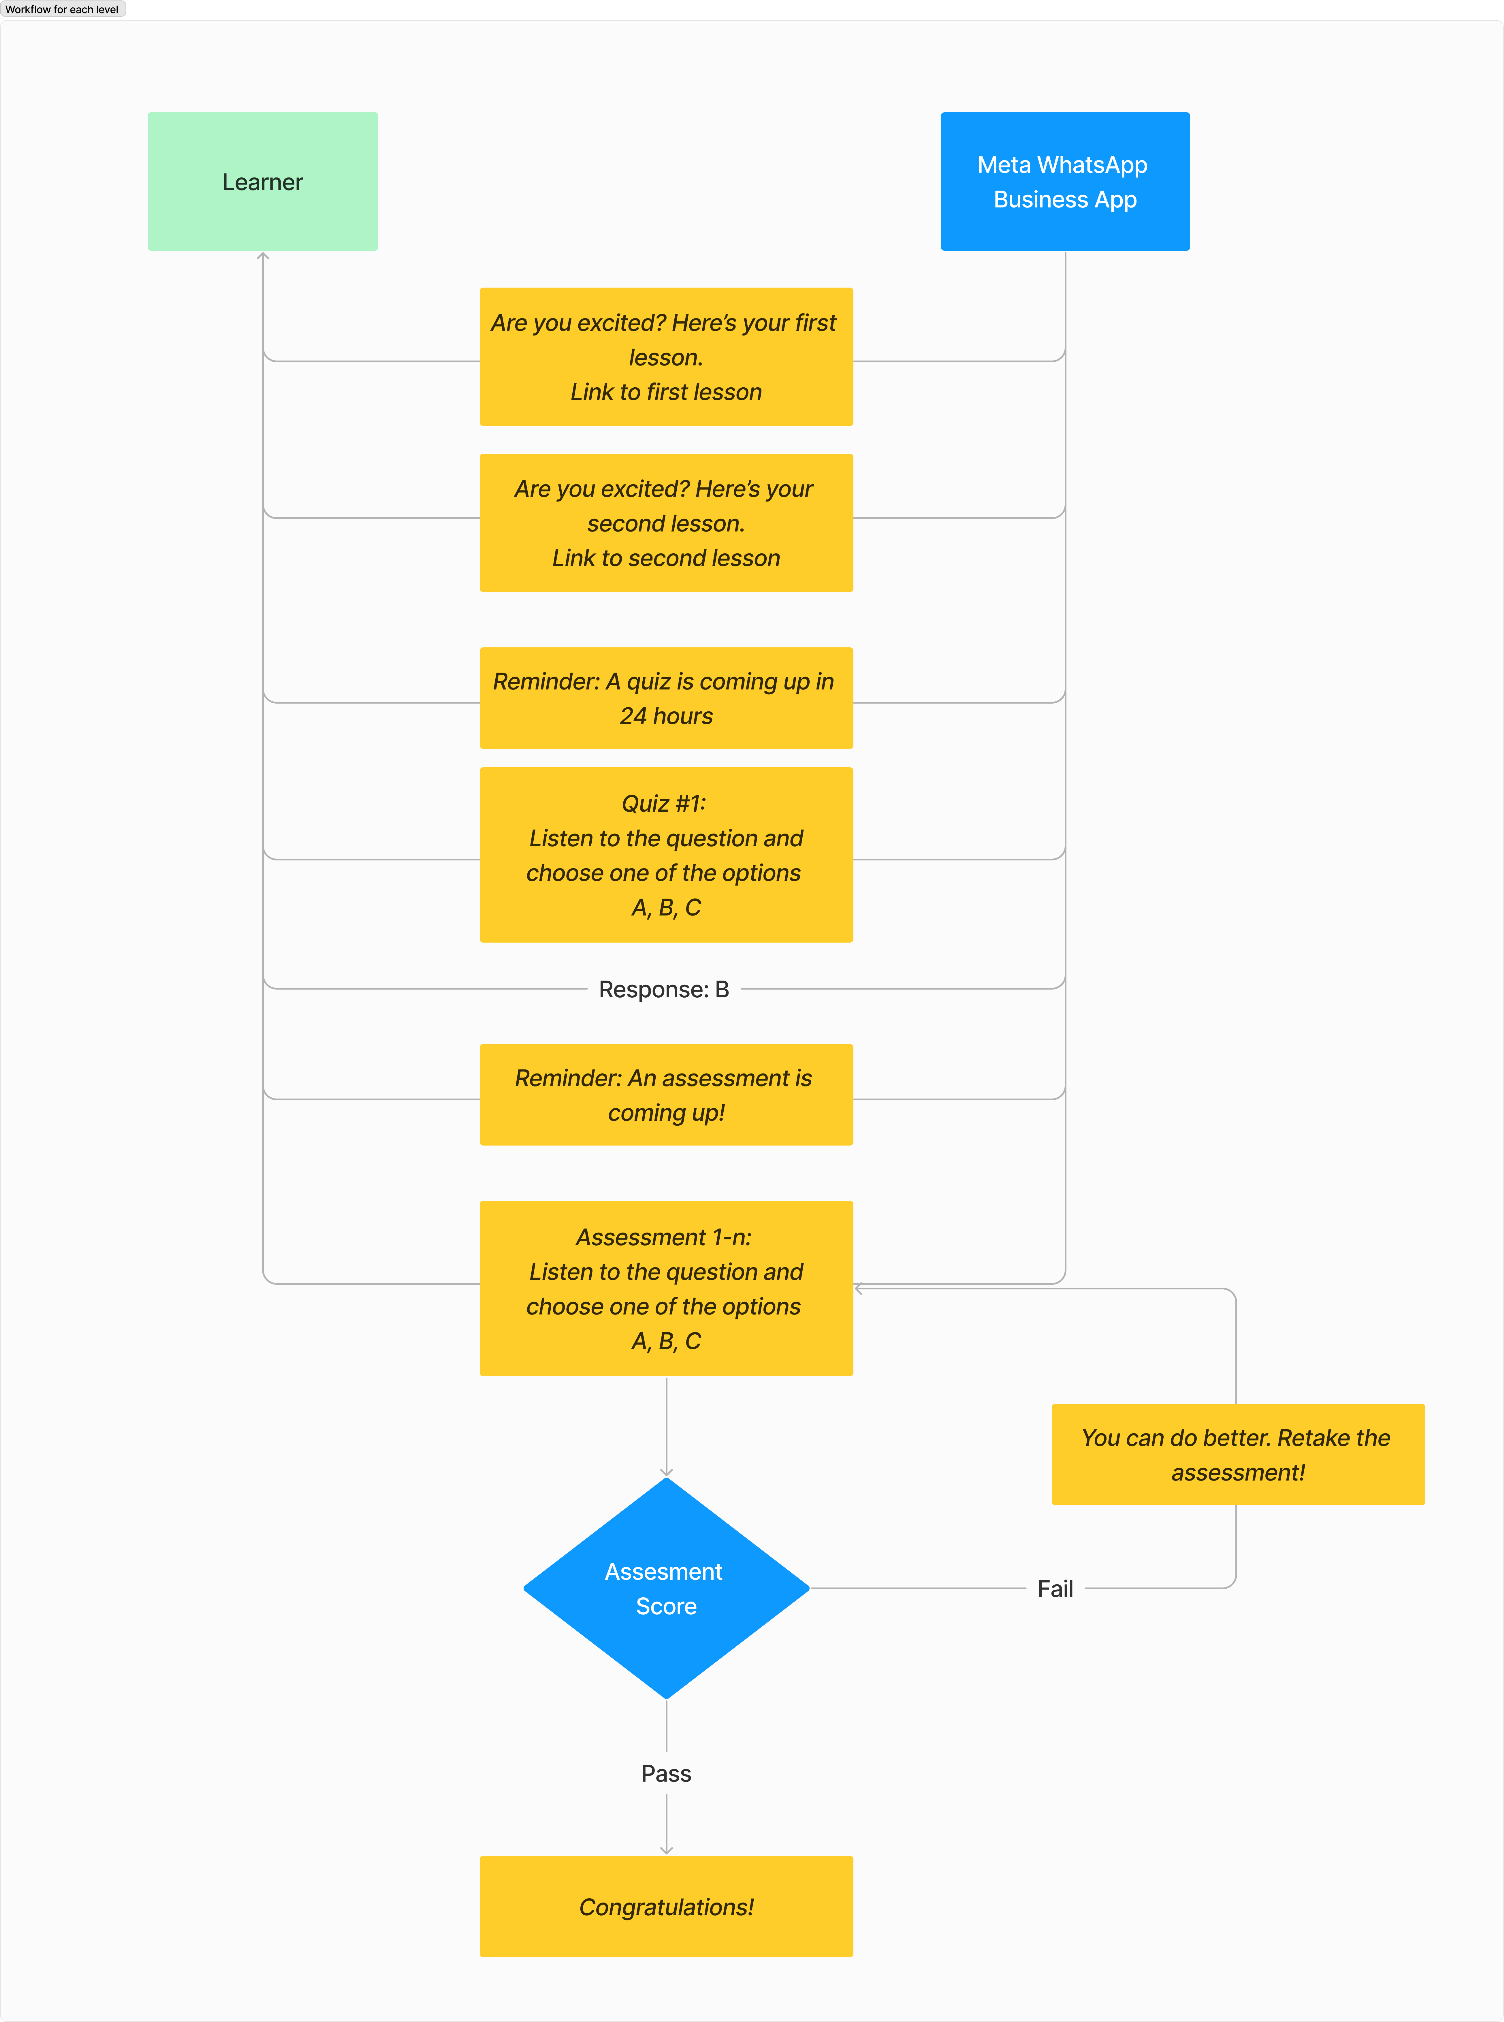 Workflow for each level
Learner
Meta WhatsApp
Business App
Are you excited? Here’s your first
lesson.
Link to first lesson
Are you excited? Here’s your
second lesson.
Link to second lesson
Reminder: A quiz is coming up in
24 hours
Quiz #1:
Listen to the question and
choose one of the options
A, B, C
Response: B
Reminder: An assessment is
coming up!
Assessment 1-n:
Listen to the question and
choose one of the options
A, B, C
You can do better. Retake the
assessment!
Assesment
Score
Fail
Pass
Congratulations!